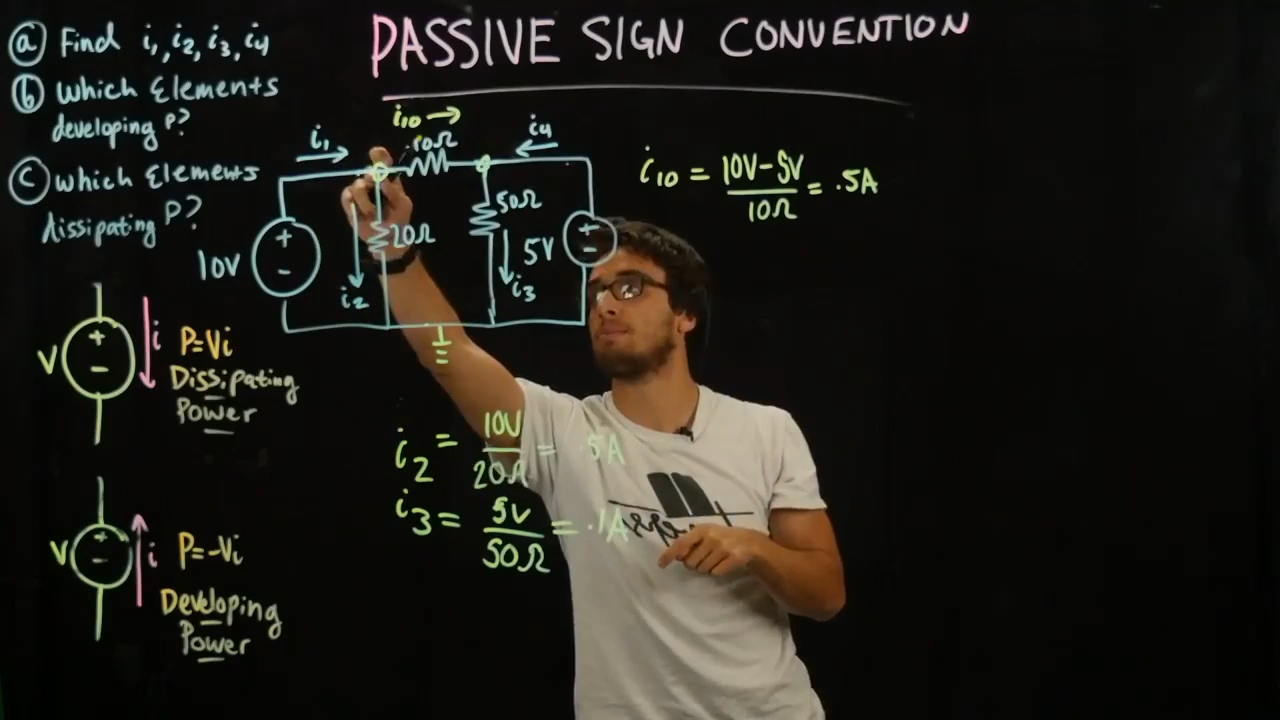 PASSIVE SIGN CONVENTION
ⓐ Find i₁, i₂, i₃, i₄
ⓑ Which Elements
developing P?
ⓒ Which Elements
dissipating P?
i₁
i₁₀ →
10Ω
i₄
10V
+
-
20Ω
i₂
50Ω
i₃
5V
+
-
i₁₀ = 10V-5V / 10Ω = .5A
V
+
-
i
P=Vi
Dissipating
Power
i₂ = 10V / 20Ω = .5A
i₃ = 5V / 50Ω = .1A
V
+
-
i
P=-Vi
Developing
Power